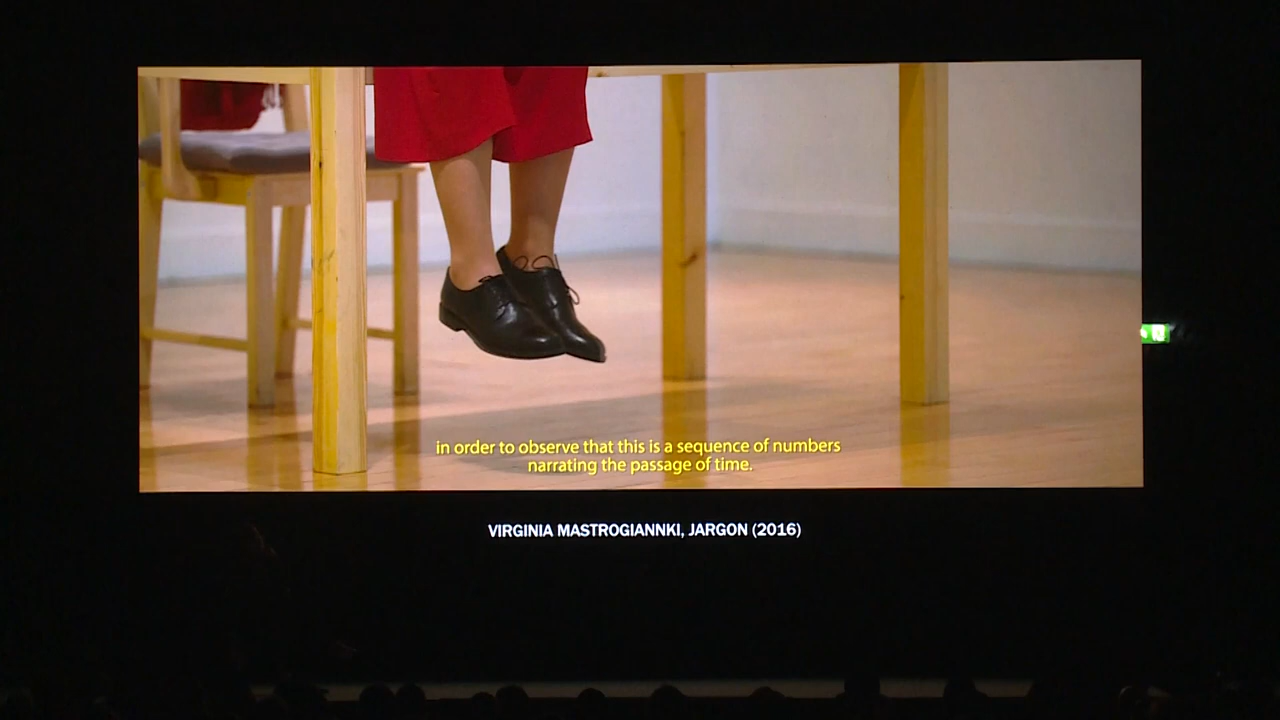 in order to observe that this is a sequence of numbers
narrating the passage of time.
VIRGINIA MASTROGIANNKI, JARGON (2016)